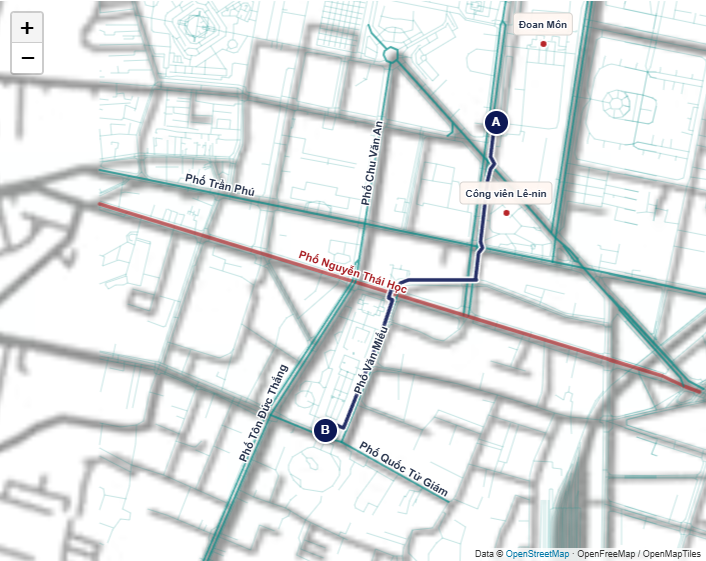 +
−
Đoan Môn
A
Phố Chu Văn An
Phố Trần Phú
Công viên Lê-nin
Phố Nguyễn Thái Học
Phố Văn Miếu
Phố Tôn Đức Thắng
B
Phố Quốc Tử Giám
Data © OpenStreetMap · OpenFreeMap / OpenMapTiles